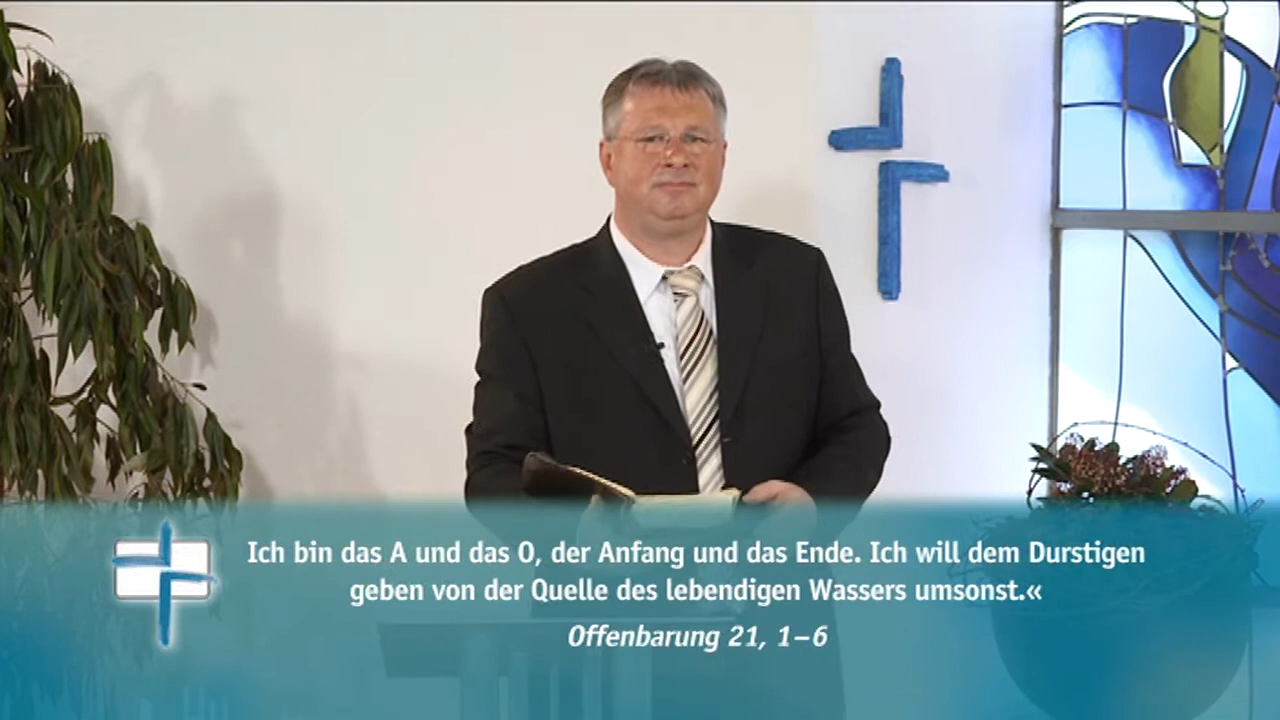 Ich bin das A und das O, der Anfang und das Ende. Ich will dem Durstigen
geben von der Quelle des lebendigen Wassers umsonst.«
Offenbarung 21, 1–6